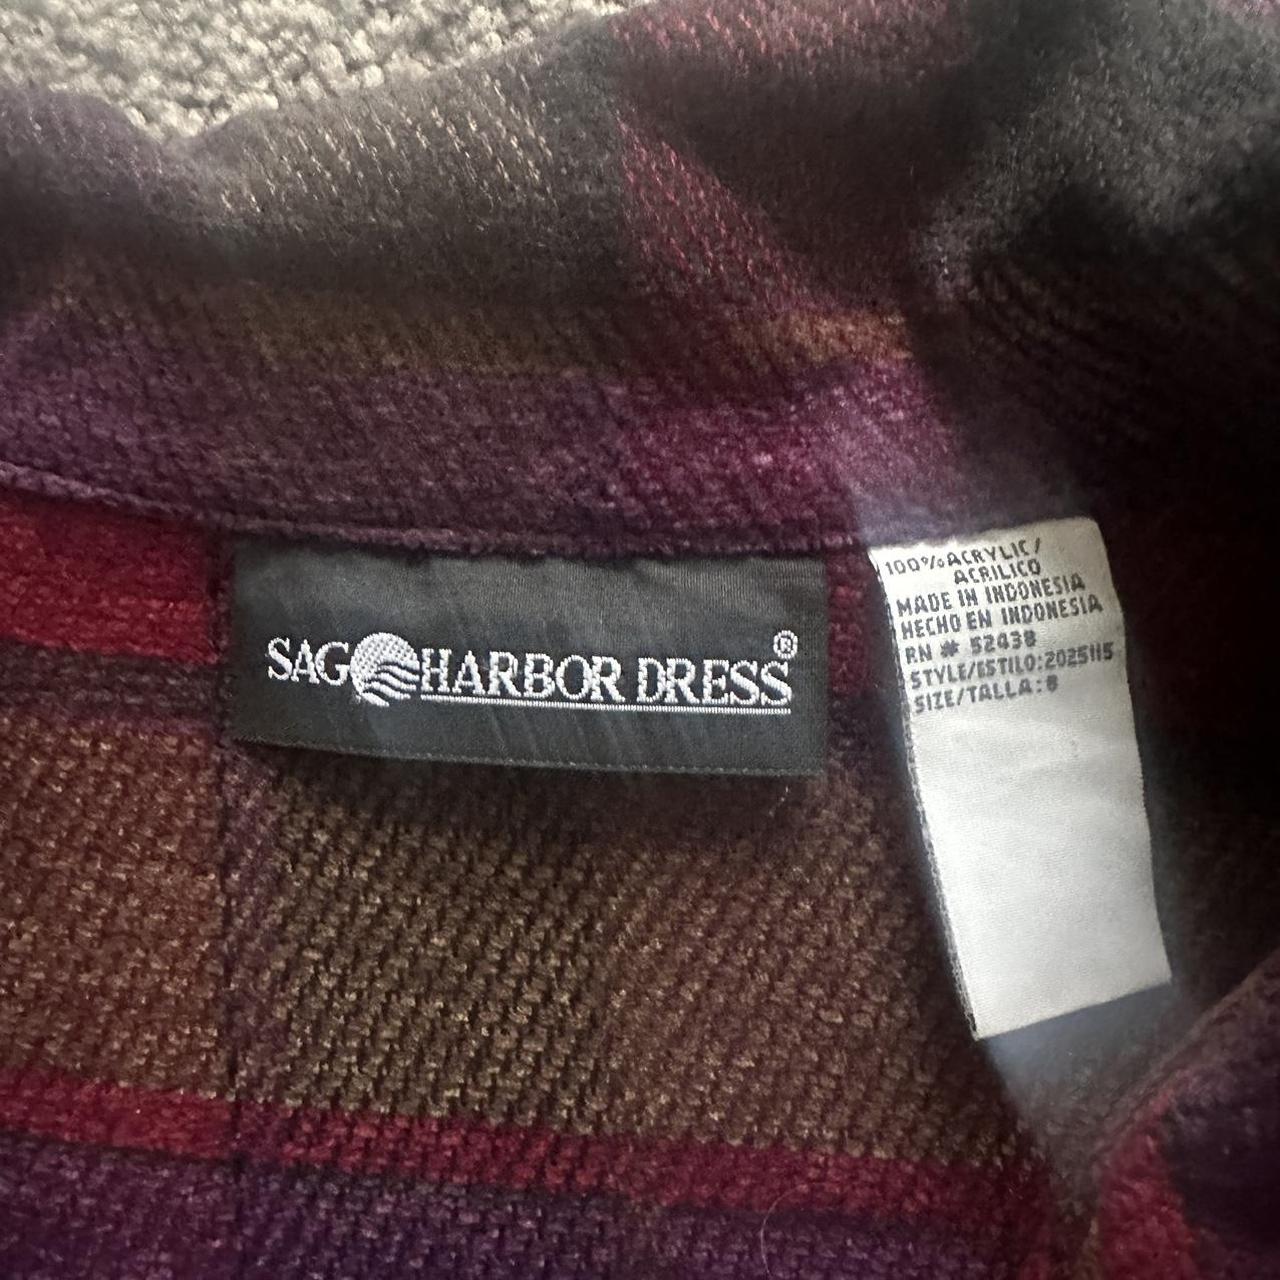 SAG HARBOR DRESS®
100% ACRYLIC/
ACRILICO
MADE IN INDONESIA
HECHO EN INDONESIA
RN # 52438
STYLE/ESTILO:2025115
SIZE/TALLA:8